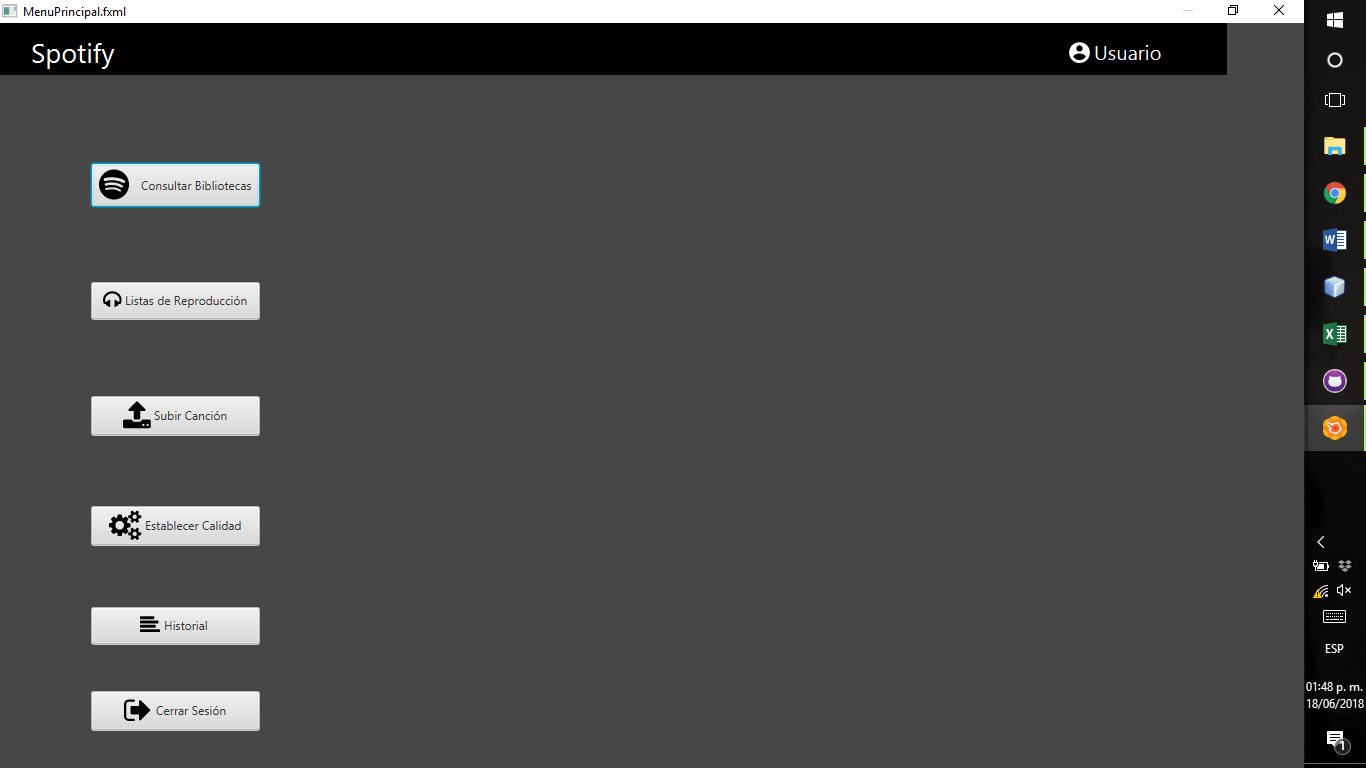 MenuPrincipal.fxml
Spotify
Usuario
Consultar Bibliotecas
Listas de Reproducción
Subir Canción
Establecer Calidad
Historial
Cerrar Sesión
ESP
01:48 p. m.
18/06/2018
1